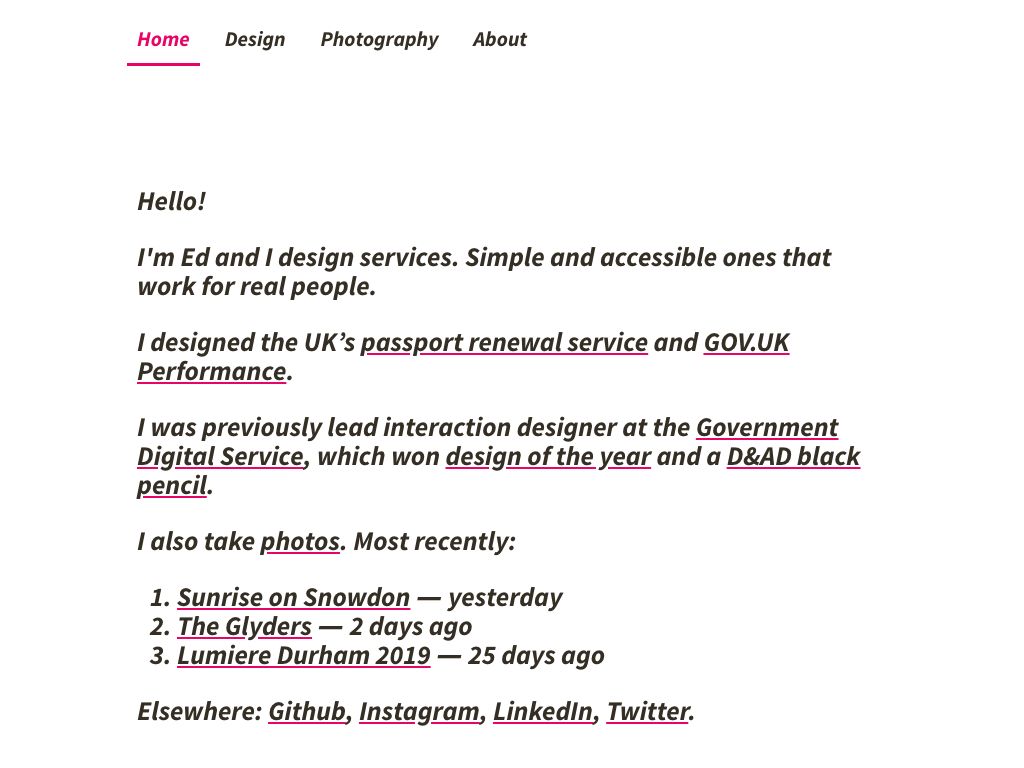 Home Design Photography About
Hello!
I'm Ed and I design services. Simple and accessible ones that
work for real people.
I designed the UK’s passport renewal service and GOV.UK
Performance.
I was previously lead interaction designer at the Government
Digital Service, which won design of the year and a D&AD black
pencil.
I also take photos. Most recently:
1. Sunrise on Snowdon — yesterday
2. The Glyders — 2 days ago
3. Lumiere Durham 2019 — 25 days ago
Elsewhere: Github, Instagram, LinkedIn, Twitter.